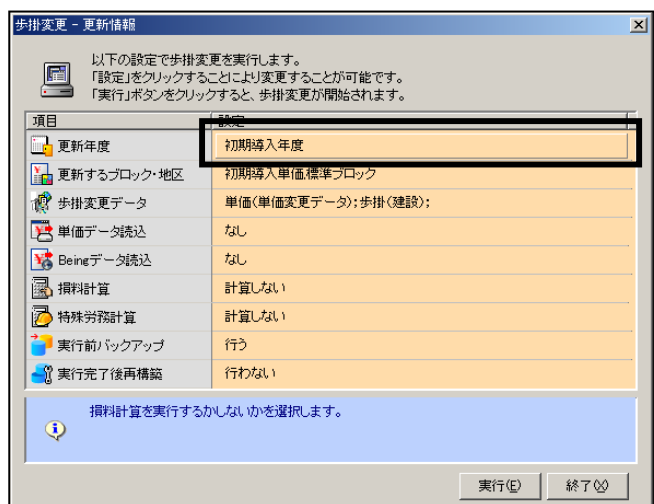 歩掛変更 - 更新情報
以下の設定で歩掛変更を実行します。
「設定」をクリックすることにより変更することが可能です。
「実行」ボタンをクリックすると、歩掛変更が開始されます。
項目 設定
更新年度 初期導入年度
更新するブロック・地区 初期導入単価標準ブロック
歩掛変更データ 単価(単価変更データ);歩掛(建設);
単価データ読込 なし
Beingデータ読込 なし
損料計算 計算しない
特殊労務計算 計算しない
実行前バックアップ 行う
実行完了後再構築 行わない
損料計算を実行するかしないかを選択します。
実行(E) 終了(X)